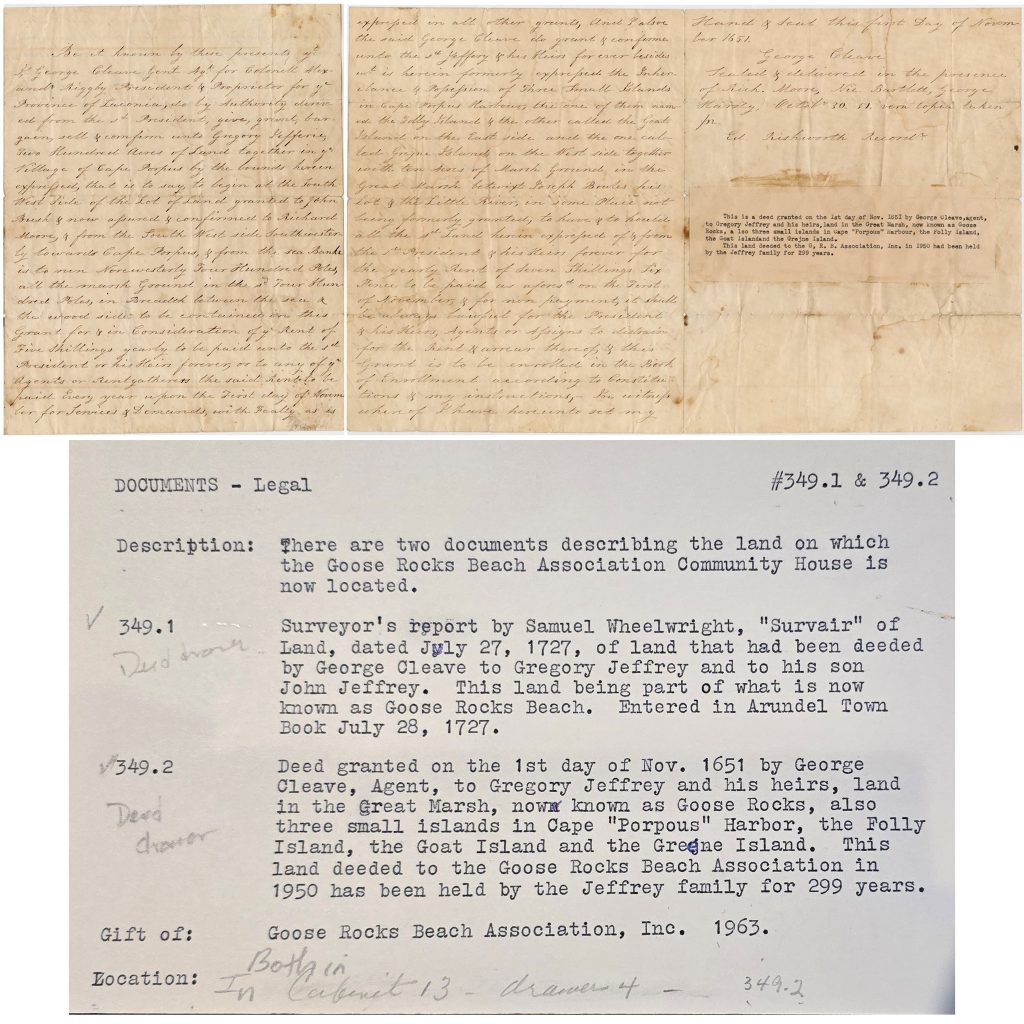 Be it known by these presents yt
I George Cleave Gent Agt for Colonell Alex-
andr Rigby President & Proprietor for ye
Province of Laconia, do by Authority deriv-
ed from the sd President, give, grant, bar-
gain, sell & comfirm unto Gregory Jefferie,
Two Hundred Acres of Land together in ye
Village of Cape Porpus by the bounds herein
expressed, that is to say, to begin at the South
West Side of the Lot of Land granted to John
Bush & now assured & confirmed to Richard
Moore, & from the South West side Southwester-
ly towards Cape Porpus, & from the sea Banke
is to run Norwesterly Four Hundred Poles,
all the marsh Ground in the sd Four Hun-
dred Poles, in Breadth between the sea &
the wood side to be contained in this
Grant for & in Consideration of ye Rent of
Five Shillings yearly to be paid unto the sd
President or his Heirs forever, or to any of ye
Agents or Rentgatherers the said Rent to be
paid Every year upon the First day of Novem
ber for Services & Demands, with Fealty as is
expressed in all other grants, And I alsoe
the said George Cleave do grant & confirme
unto the sd Jeffery & his Heirs for ever besides
wt is herein formerly expressed the Inher-
itance & Possession of Three Small Islands
in Cape Porpus Harbour, the one of them nam-
ed the Folly Island & the other called the Goat
Island on the East side and the one cal-
led Grejne Island, on the West side together
with ten Acres of Marsh Ground, in the
Great Marsh betwixt Joseph Bowles his
Lot & the Little River, in some Place not
being formerly granted, to have & to hould
all the sd Land herein expressed of & from
the President & his Heirs forever for
the yearly Rent of Seven Shillings Six
Pence to be paid as aforsd on the First
of November, & for non payment, it shall
be always lawful for the President
& his Heirs, Agents or Assigns to distrain
for the Rent & arrear thereof, & this
Grant is to be enrolled in the Book
of Enrollment according to Constitu-
tions & my instructions,- In witness
wherof I have hereunto set my
Hand & Seal this first Day of Novem-
ber 1651.
George Cleave
Sealed & delivered in the presence
of Rich. Moore, Nic Bartlett, George
30. 51. vera copia taken
pr
Ed Rishworth Recordr
This is a deed granted on the 1st day of Nov. 1651 by George Cleave,agent,
to Gregory Jeffrey and his heirs,land in the Great Marsh, now known as Goose
Rocks, a lso three small islands in Cape "Porpous" Harbour, the Folly Island,
the Goat Islandand the Grejne Island.
This land deeded to the G. R. B. Association, Inc. in 1950 had been held
by the Jeffrey family for 299 years.
DOCUMENTS - Legal #349.1 & 349.2
Description: There are two documents describing the land on which
the Goose Rocks Beach Association Community House is
now located.
349.1 Surveyor's report by Samuel Wheelwright, "Survair" of
Deed drawer Land, dated July 27, 1727, of land that had been deeded
by George Cleave to Gregory Jeffrey and to his son
John Jeffrey. This land being part of what is now
known as Goose Rocks Beach. Entered in Arundel Town
Book July 28, 1727.
349.2 Deed granted on the 1st day of Nov. 1651 by George
Cleave, Agent, to Gregory Jeffrey and his heirs, land
Deed in the Great Marsh, now known as Goose Rocks, also
drawer three small islands in Cape "Porpous" Harbor, the Folly
Island, the Goat Island and the Grejne Island. This
land deeded to the Goose Rocks Beach Association in
1950 has been held by the Jeffrey family for 299 years.
Gift of: Goose Rocks Beach Association, Inc. 1963.
Both in
Location: In Cabinet 13 - drawers 4 - 349.2